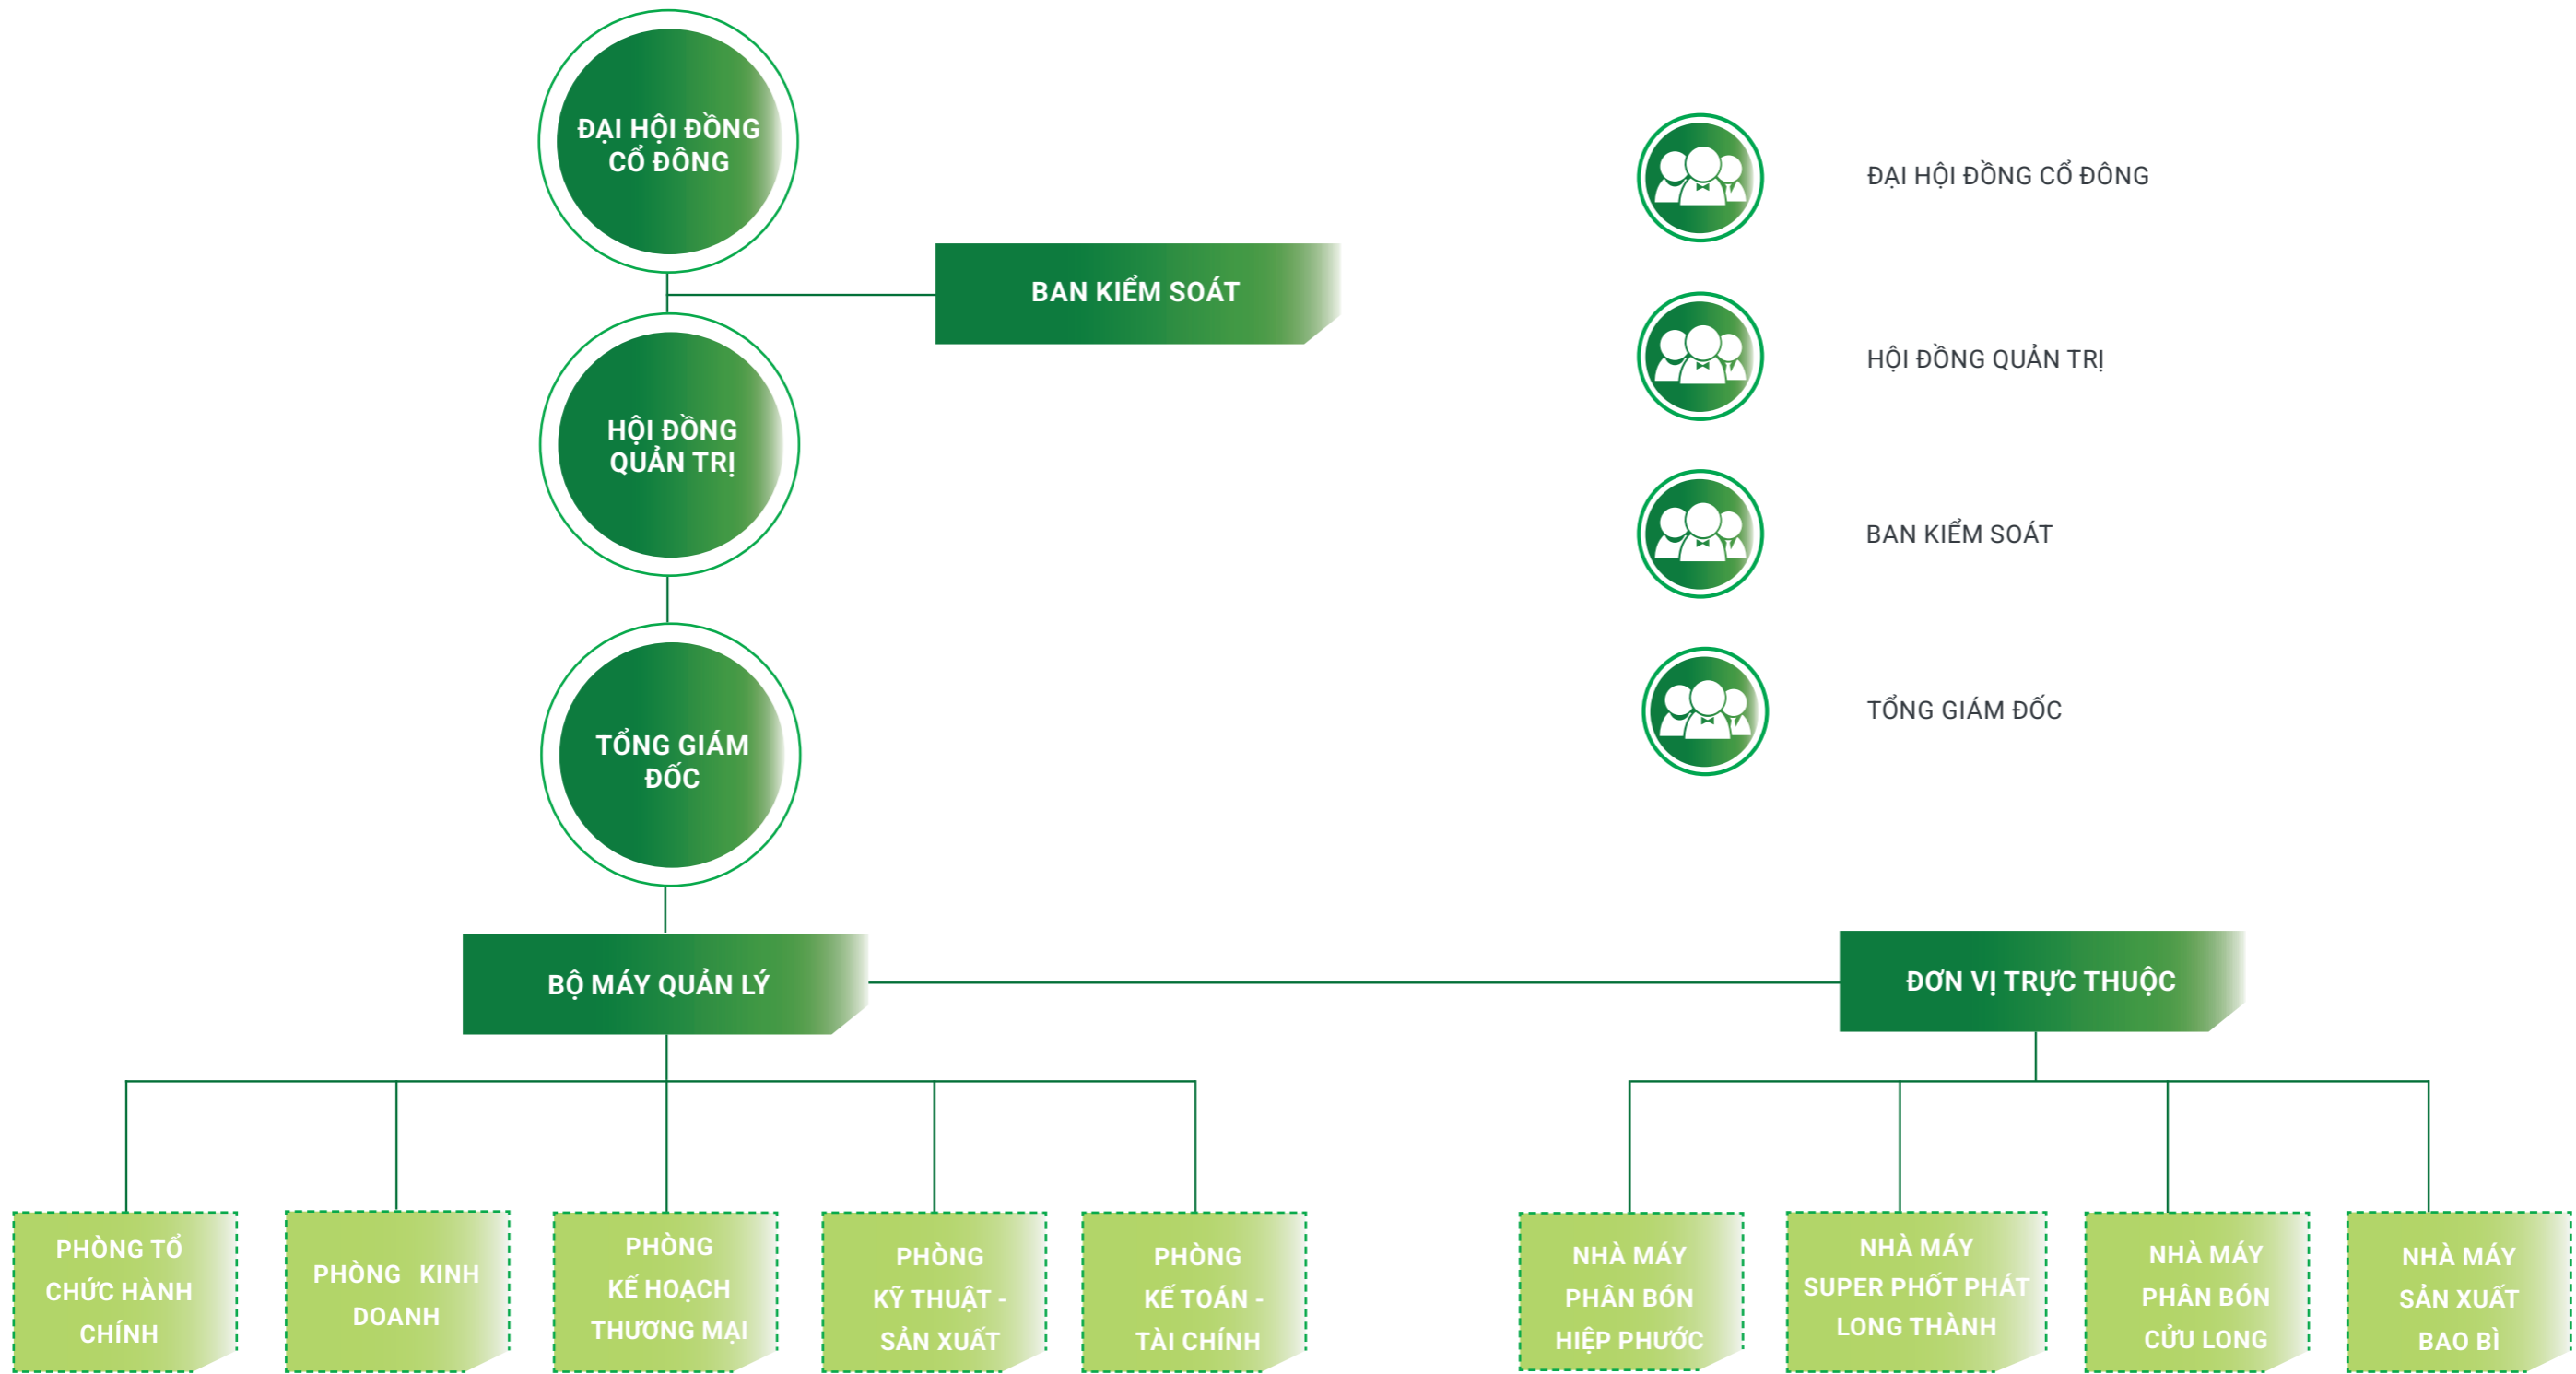 ĐẠI HỘI ĐỒNG
CỔ ĐÔNG
BAN KIỂM SOÁT
HỘI ĐỒNG
QUẢN TRỊ
TỔNG GIÁM
ĐỐC
ĐẠI HỘI ĐỒNG CỔ ĐÔNG
HỘI ĐỒNG QUẢN TRỊ
BAN KIỂM SOÁT
TỔNG GIÁM ĐỐC
BỘ MÁY QUẢN LÝ
ĐƠN VỊ TRỰC THUỘC
PHÒNG TỔ
CHỨC HÀNH
CHÍNH
PHÒNG KINH
DOANH
PHÒNG
KẾ HOẠCH
THƯƠNG MẠI
PHÒNG
KỸ THUẬT -
SẢN XUẤT
PHÒNG
KẾ TOÁN -
TÀI CHÍNH
NHÀ MÁY
PHÂN BÓN
HIỆP PHƯỚC
NHÀ MÁY
SUPER PHỐT PHÁT
LONG THÀNH
NHÀ MÁY
PHÂN BÓN
CỬU LONG
NHÀ MÁY
SẢN XUẤT
BAO BÌ